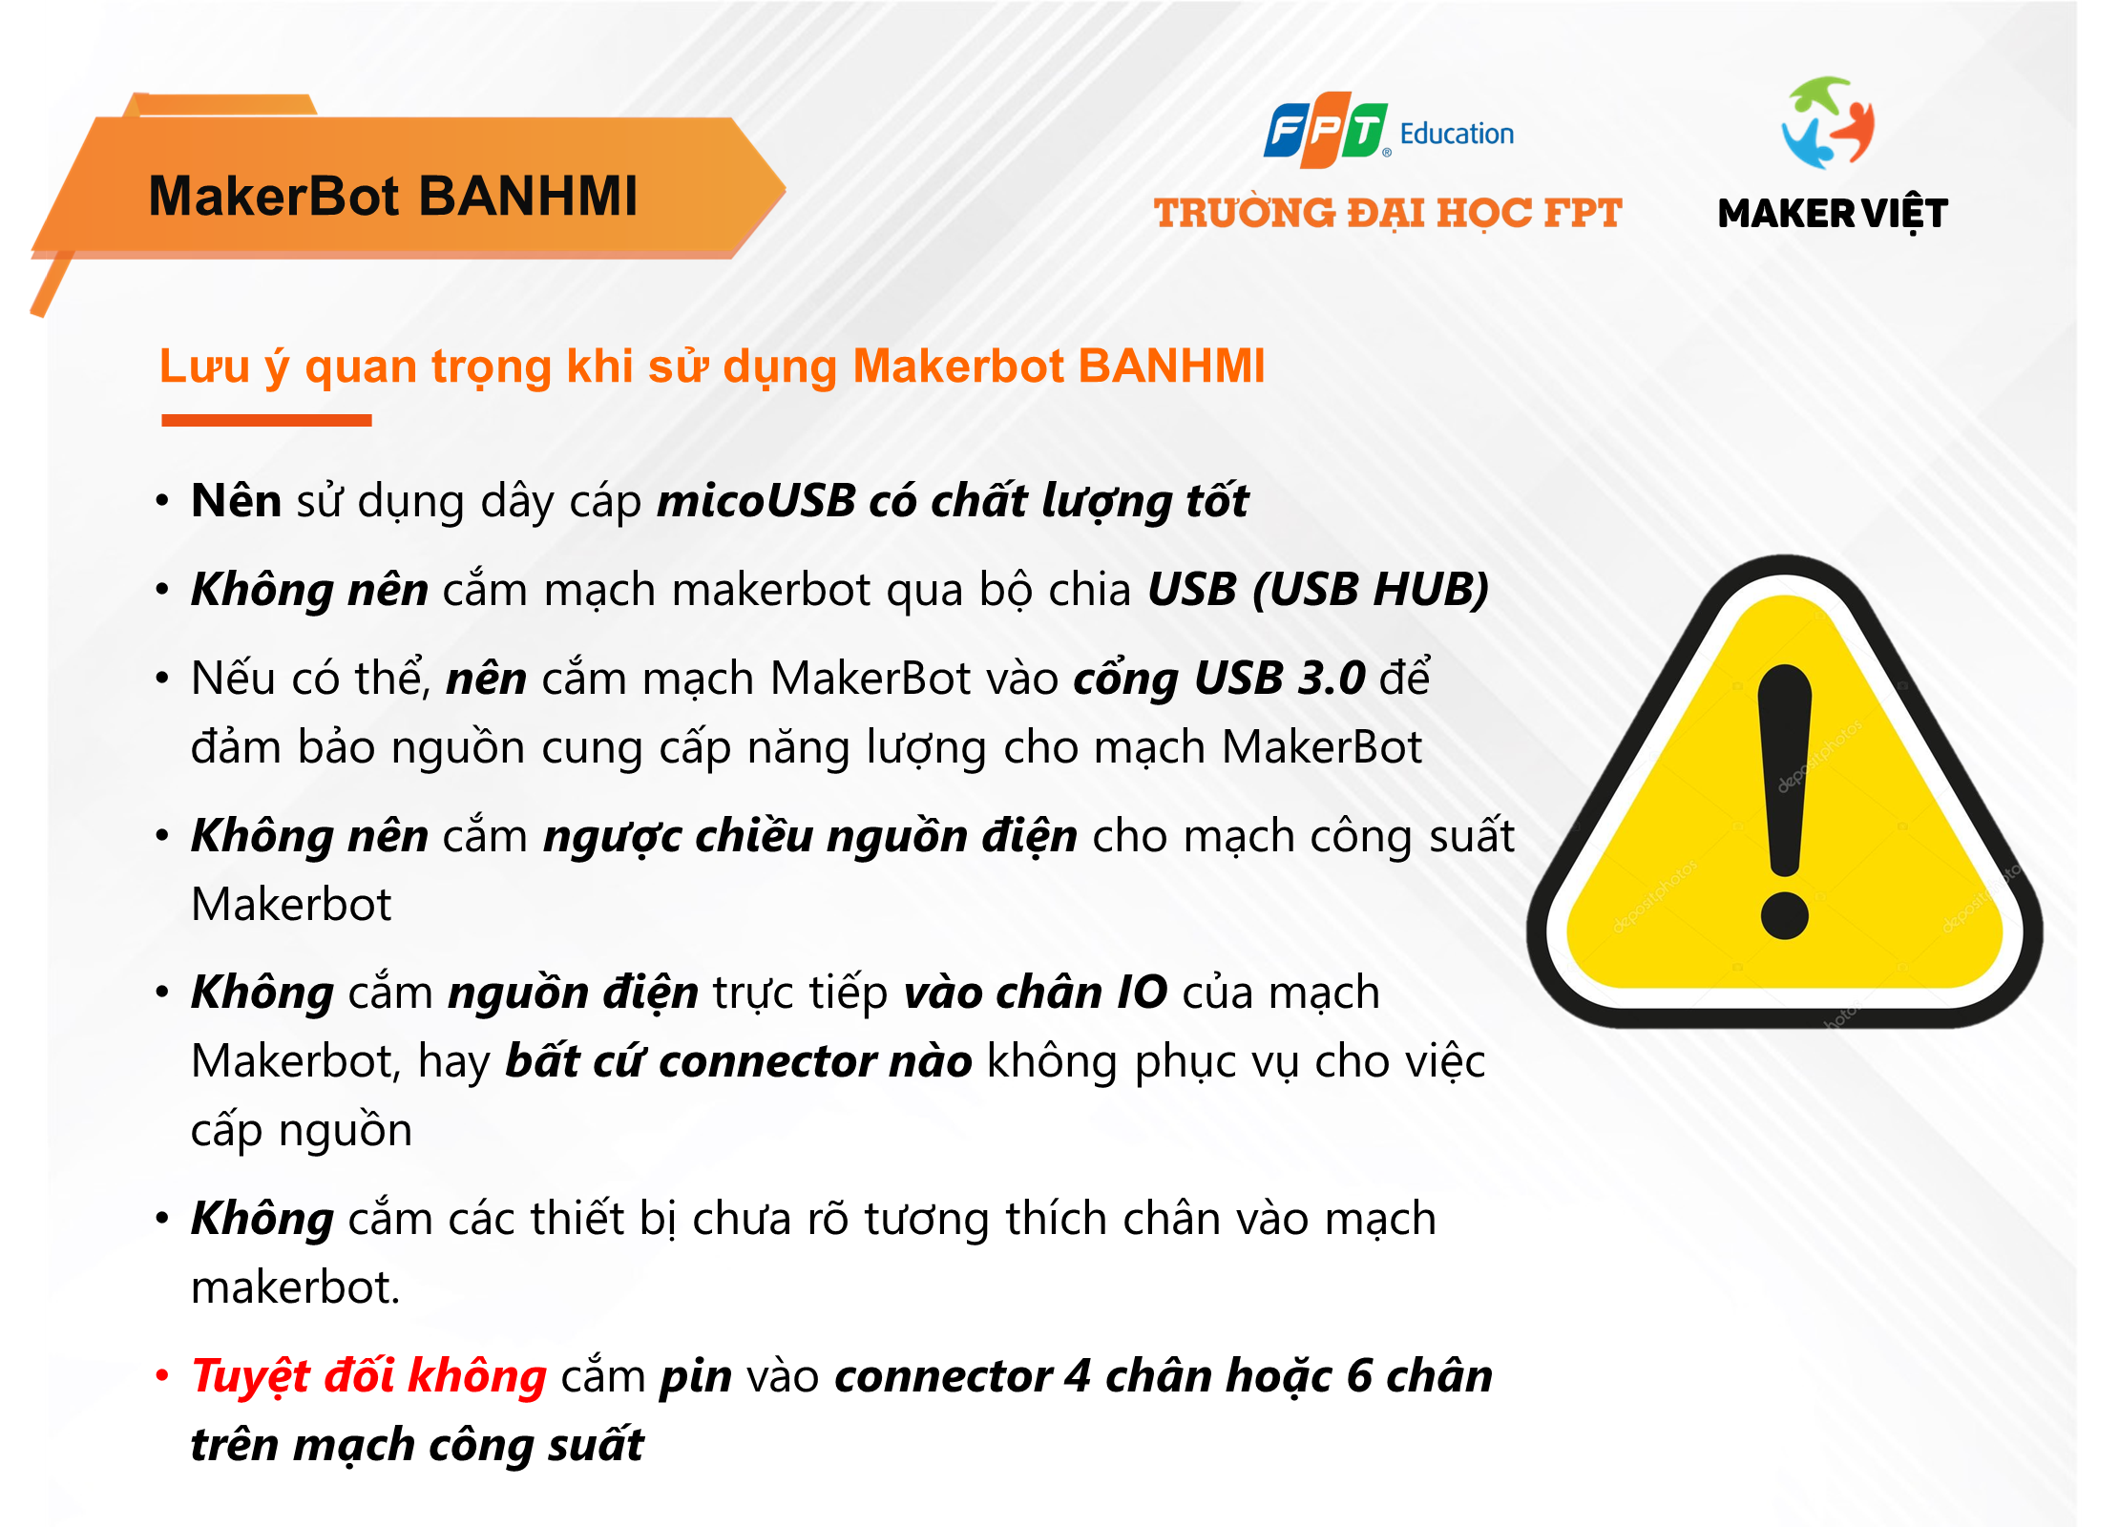 FPT® Education
TRƯỜNG ĐẠI HỌC FPT
MAKER VIỆT
MakerBot BANHMI
Lưu ý quan trọng khi sử dụng Makerbot BANHMI
• Nên sử dụng dây cáp micoUSB có chất lượng tốt
• Không nên cắm mạch makerbot qua bộ chia USB (USB HUB)
• Nếu có thể, nên cắm mạch MakerBot vào cổng USB 3.0 để
đảm bảo nguồn cung cấp năng lượng cho mạch MakerBot
• Không nên cắm ngược chiều nguồn điện cho mạch công suất
Makerbot
• Không cắm nguồn điện trực tiếp vào chân IO của mạch
Makerbot, hay bất cứ connector nào không phục vụ cho việc
cấp nguồn
• Không cắm các thiết bị chưa rõ tương thích chân vào mạch
makerbot.
• Tuyệt đối không cắm pin vào connector 4 chân hoặc 6 chân
trên mạch công suất
depositphotos
depositphotos
depositphotos
photos